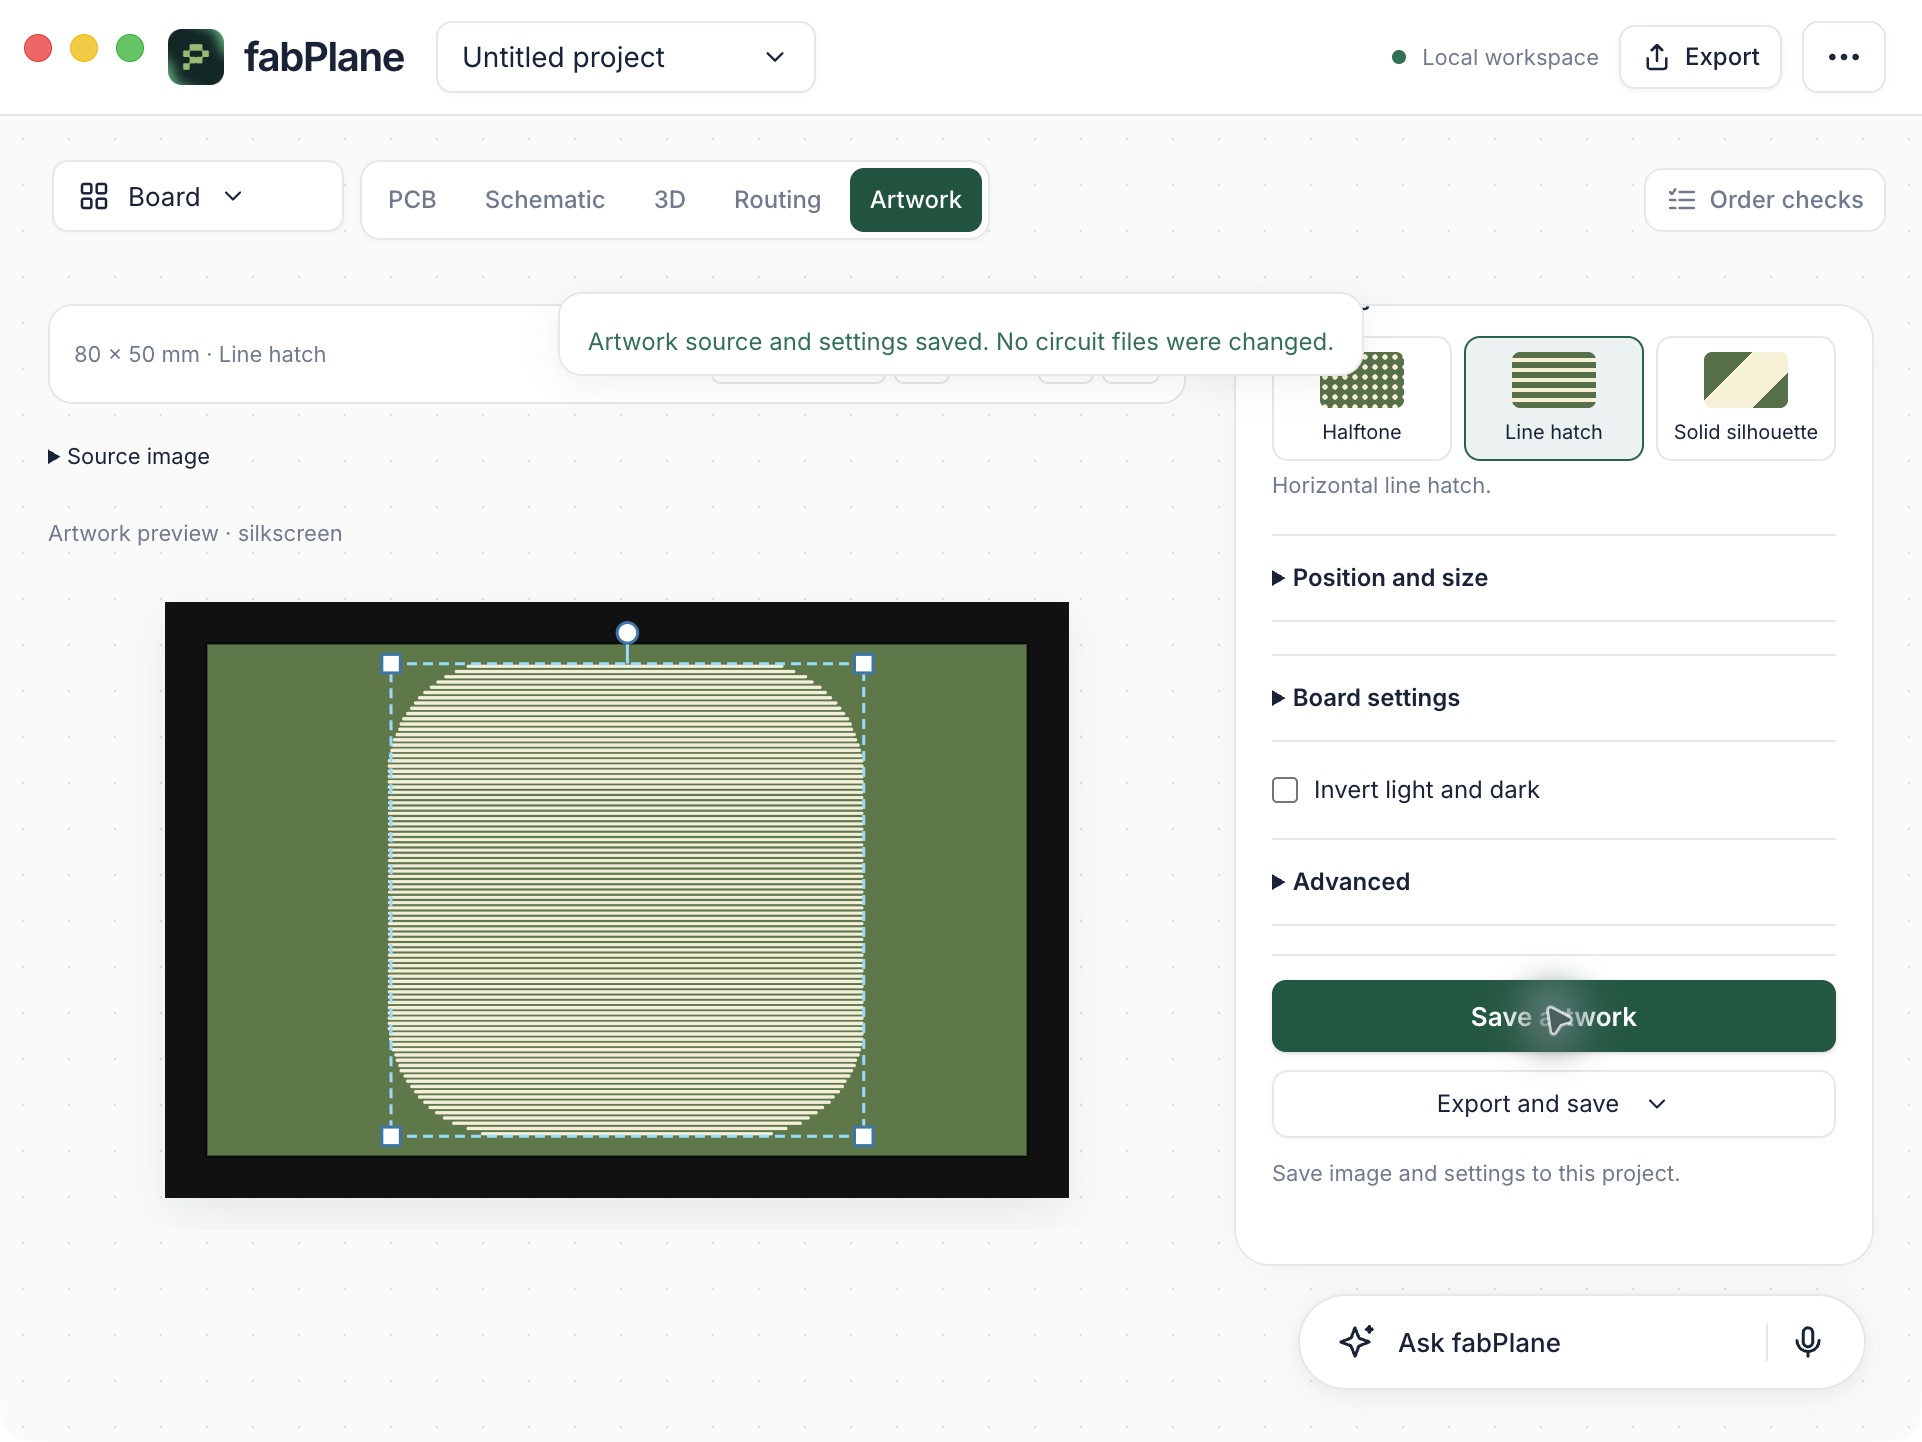 fabPlane
Untitled project
Local workspace
Export
Board
PCB
Schematic
3D
Routing
Artwork
Order checks
80 × 50 mm · Line hatch
Artwork source and settings saved. No circuit files were changed.
Halftone
Line hatch
Solid silhouette
Horizontal line hatch.
Source image
Artwork preview · silkscreen
Position and size
Board settings
Invert light and dark
Advanced
Save artwork
Export and save
Save image and settings to this project.
Ask fabPlane